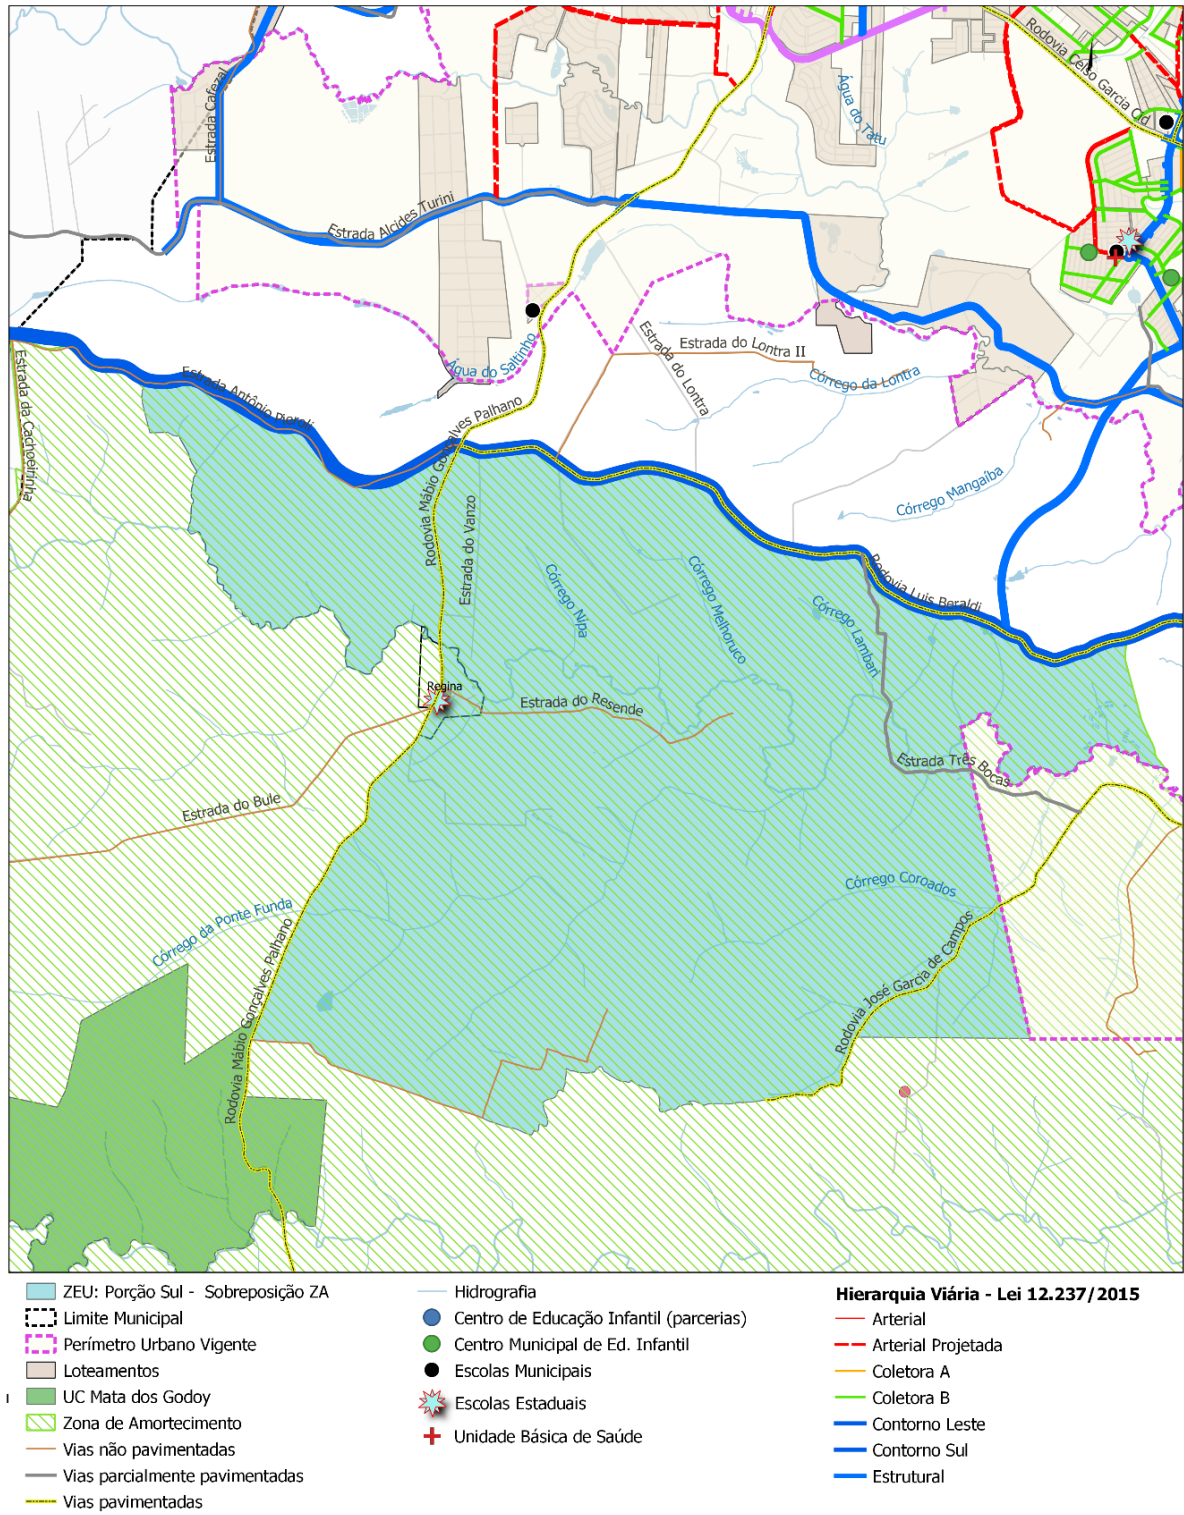 Rodovia Celso Garcia Cid
Estrada Cafezal
Água do Tatu
Estrada Alcides Turini
Estrada do Lontra II
Estrada do Lontra
Água do Saltinho
Córrego da Lontra
Estrada da Cachoeirinha
Estrada Antônio Pieroli
Rodovia Mábio Gonçalves Palhano
Córrego Mangaíba
Estrada do Vanzo
Córrego Nipa
Córrego Melhoruco
Córrego Lambari
Rodovia Luis Beraldi
Regina
Estrada do Resende
Estrada Três Bocas
Estrada do Bule
Córrego Coroados
Córrego da Ponte Funda
Rodovia Mábio Gonçalves Palhano
Rodovia José Garcia de Campos
ZEU: Porção Sul - Sobreposição ZA
Limite Municipal
Perímetro Urbano Vigente
Loteamentos
UC Mata dos Godoy
Zona de Amortecimento
Vias não pavimentadas
Vias parcialmente pavimentadas
Vias pavimentadas
Hidrografia
Centro de Educação Infantil (parcerias)
Centro Municipal de Ed. Infantil
Escolas Municipais
Escolas Estaduais
Unidade Básica de Saúde
Hierarquia Viária - Lei 12.237/2015
Arterial
Arterial Projetada
Coletora A
Coletora B
Contorno Leste
Contorno Sul
Estrutural